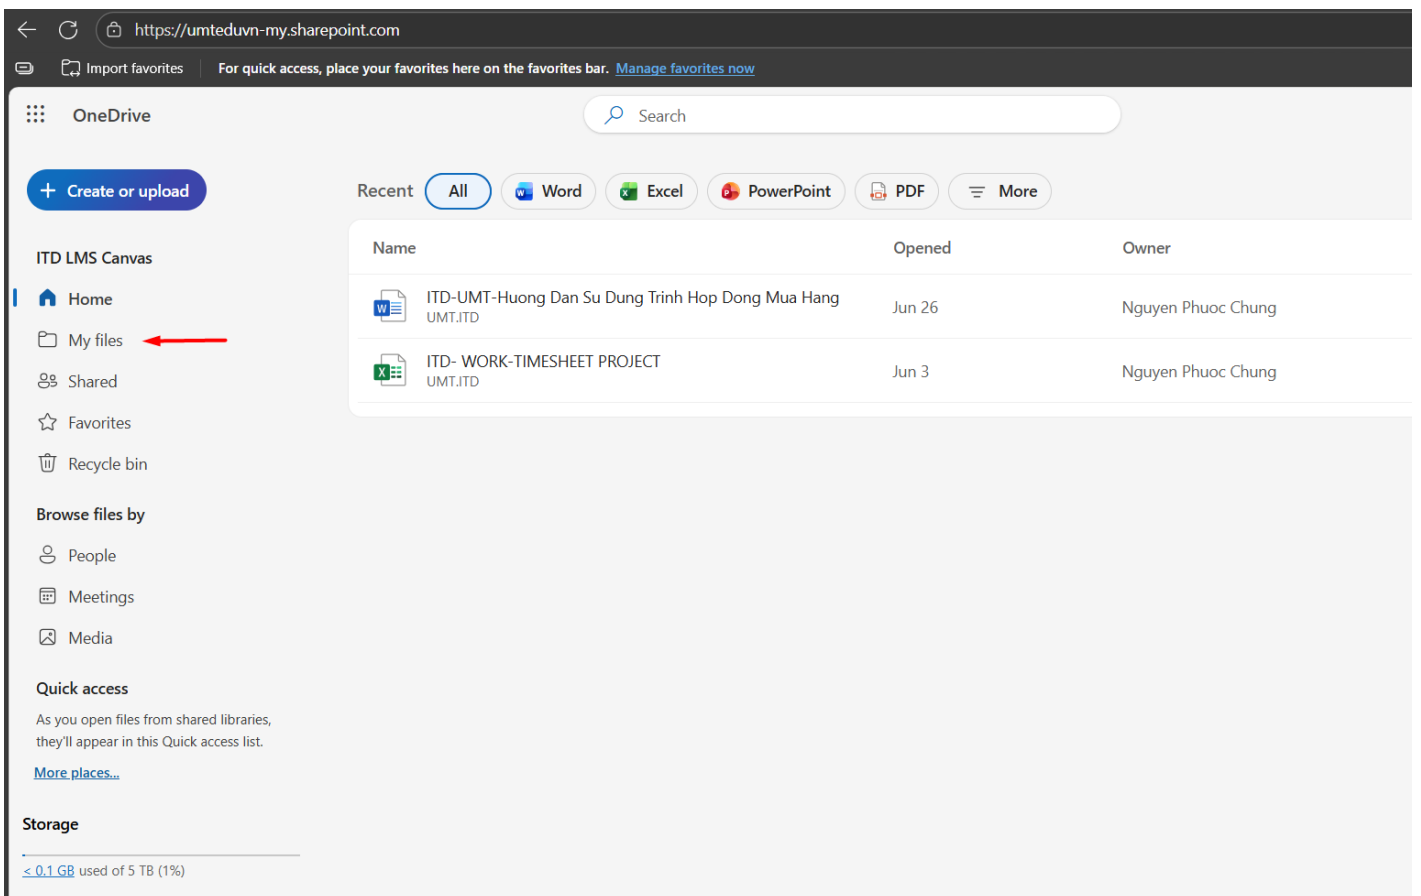 https://umteduvn-my.sharepoint.com
Import favorites
For quick access, place your favorites here on the favorites bar. Manage favorites now
OneDrive
Search
Create or upload
Recent All Word Excel PowerPoint PDF More
ITD LMS Canvas
Home
My files
Shared
Favorites
Recycle bin
Browse files by
People
Meetings
Media
Quick access
As you open files from shared libraries,
they'll appear in this Quick access list.
More places...
Storage
< 0.1 GB used of 5 TB (1%)
Name Opened Owner
ITD-UMT-Huong Dan Su Dung Trinh Hop Dong Mua Hang
UMT.ITD
Jun 26 Nguyen Phuoc Chung
ITD- WORK-TIMESHEET PROJECT
UMT.ITD
Jun 3 Nguyen Phuoc Chung